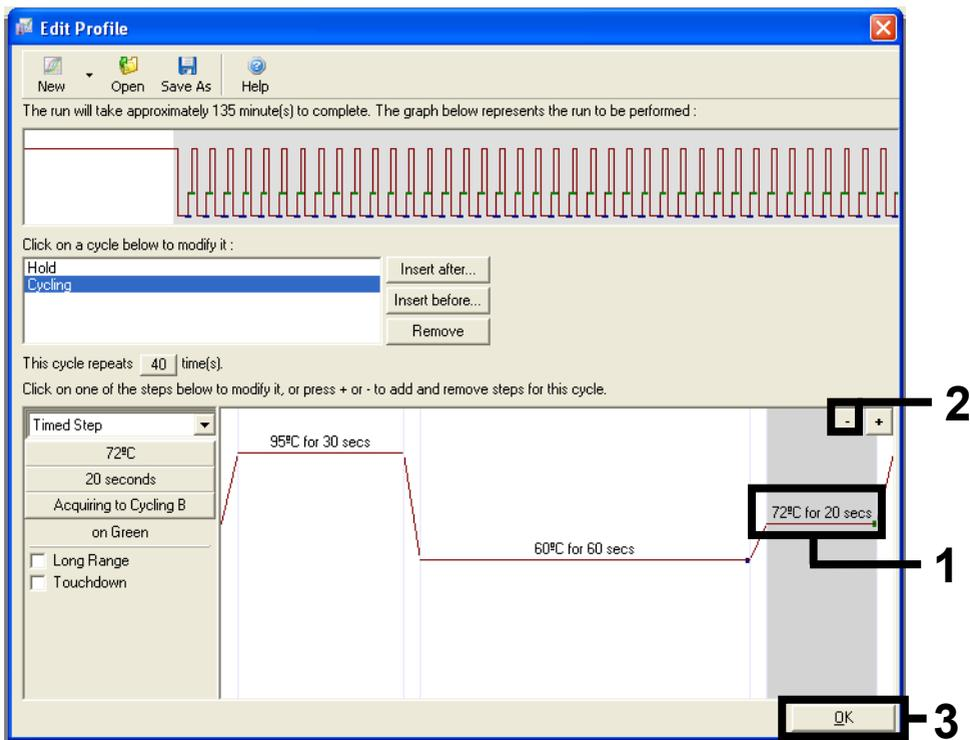 Edit Profile
New Open Save As Help
The run will take approximately 135 minute(s) to complete. The graph below represents the run to be performed :
Click on a cycle below to modify it :
Hold
Cycling
Insert after...
Insert before...
Remove
This cycle repeats 40 time(s).
Click on one of the steps below to modify it, or press + or - to add and remove steps for this cycle.
Timed Step
72ºC
20 seconds
Acquiring to Cycling B
on Green
Long Range
Touchdown
95ºC for 30 secs
60ºC for 60 secs
72ºC for 20 secs
- +
2
1
OK
3